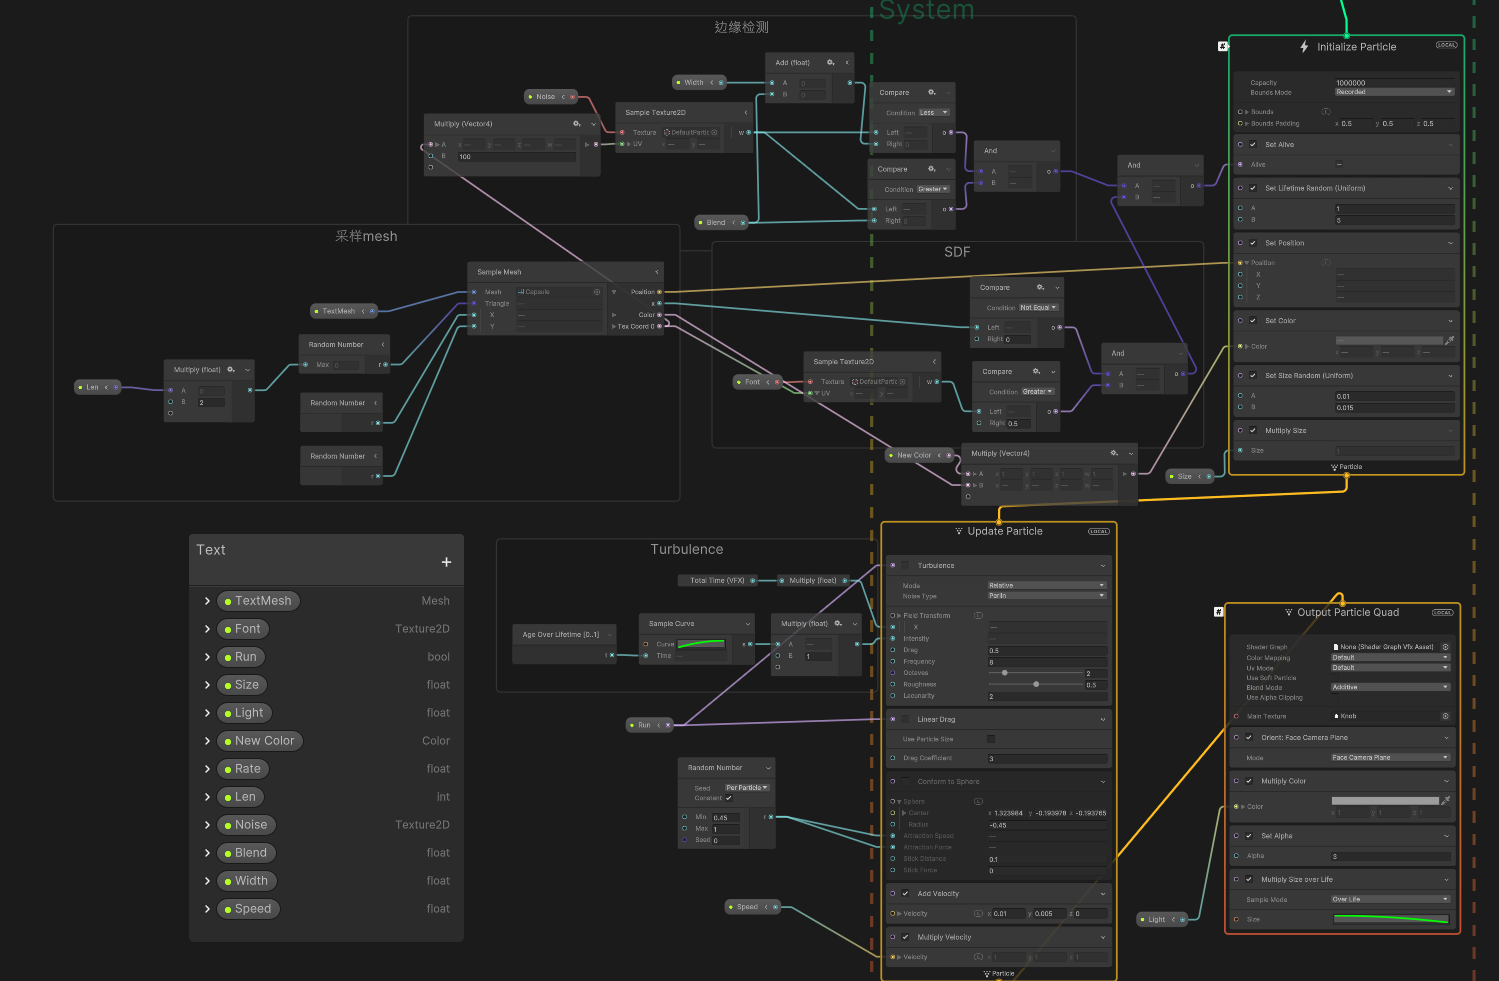 System
边缘检测
Add (float)
A 0
B 0
Width
Noise
Multiply (Vector4)
A x y z w
B 100
Sample Texture2D
Texture DefaultPartic
UV x y
w
Compare
Condition Less
Left
Right
o
Compare
Condition Greater
Left
Right
o
Blend
And
A
B
o
And
A
B
o
采样mesh
Sample Mesh
Mesh Capsule
Triangle
X
Y
Position
x
Color
Tex Coord 0
TextMesh
Random Number
Max 0
r
Multiply (float)
A
B 2
Len
Random Number
r
Random Number
r
SDF
Compare
Condition Not Equal
Left
Right 0
o
Sample Texture2D
Texture DefaultPartic
UV x y
w
Font
Compare
Condition Greater
Left
Right 0.5
o
And
A
B
o
New Color
Multiply (Vector4)
A x 1 y 1 z 1 w 1
B x y z w
Size
Initialize Particle
LOCAL
Capacity 1000000
Bounds Mode Recorded
Bounds
Bounds Padding x 0.5 y 0.5 z 0.5
Set Alive
Alive
Set Lifetime Random (Uniform)
A 1
B 5
Set Position
Position
X
Y
Z
Set Color
Color
x y z
Set Size Random (Uniform)
A 0.01
B 0.015
Multiply Size
Size
Particle
Text
+
TextMesh Mesh
Font Texture2D
Run bool
Size float
Light float
New Color Color
Rate float
Len Int
Noise Texture2D
Blend float
Width float
Speed float
Turbulence
Total Time (VFX)
Multiply (float)
Age Over Lifetime [0..1]
t
Sample Curve
Curve
Time
s
Multiply (float)
A
B 1
Run
Random Number
Seed Per Particle
Constant
Min 0.45
Max 1
Seed 0
r
Speed
Update Particle
LOCAL
Turbulence
Mode Relative
Noise Type Perlin
Field Transform
X
Intensity
Drag 0.5
Frequency 8
Octaves 2
Roughness 0.5
Lacunarity 2
Linear Drag
Use Particle Size
Drag Coefficient 3
Conform to Sphere
Sphere
Center x 1.323984 y -0.193978 z -0.193765
Radius -0.45
Attraction Speed
Attraction Force
Stick Distance 0.1
Stick Force 0
Add Velocity
Velocity x 0.01 y 0.005 z 0
Multiply Velocity
Velocity x 1 y 1 z 1
Particle
Output Particle Quad
LOCAL
Shader Graph None (Shader Graph Vfx Asset)
Color Mapping Default
Uv Mode Default
Use Soft Particle
Blend Mode Additive
Use Alpha Clipping
Main Texture Knob
Orient: Face Camera Plane
Mode Face Camera Plane
Multiply Color
Color
x 1 y 1 z 1
Set Alpha
Alpha
Multiply Size over Life
Sample Mode Over Life
Size
Light